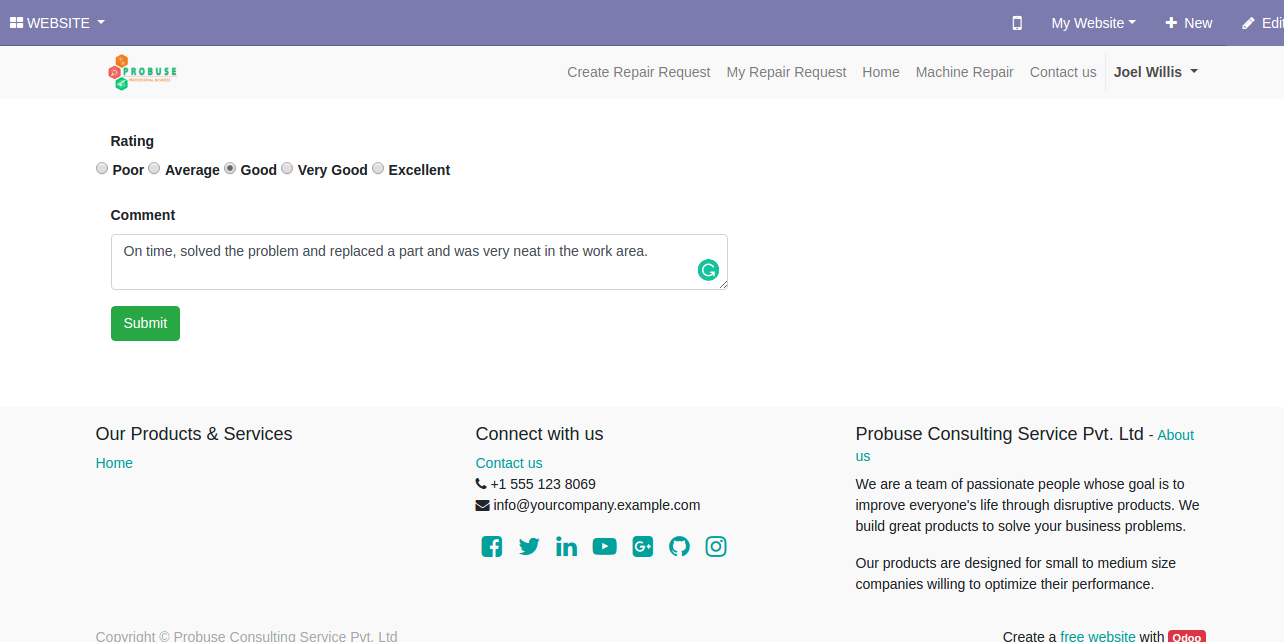 WEBSITE My Website New Edit
PROBUSE
Create Repair Request My Repair Request Home Machine Repair Contact us Joel Willis
Rating
Poor Average Good Very Good Excellent
Comment
On time, solved the problem and replaced a part and was very neat in the work area.
Submit
Our Products & Services
Home
Connect with us
Contact us
+1 555 123 8069
info@yourcompany.example.com
Probuse Consulting Service Pvt. Ltd - About
us
We are a team of passionate people whose goal is to
improve everyone's life through disruptive products. We
build great products to solve your business problems.
Our products are designed for small to medium size
companies willing to optimize their performance.
Copyright © Probuse Consulting Service Pvt. Ltd
Create a free website with Odoo